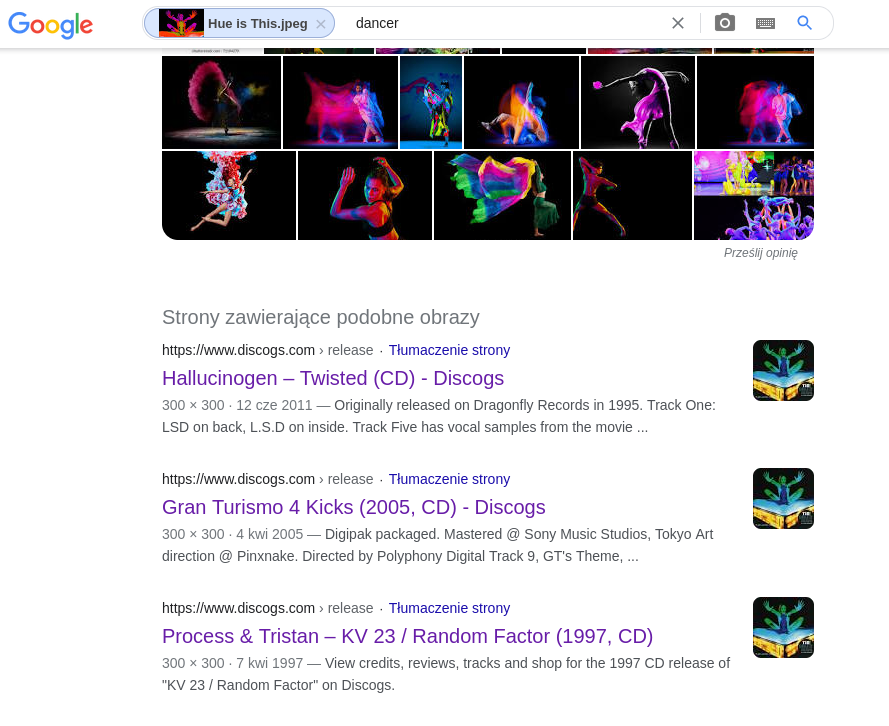 Google
Hue is This.jpeg
dancer
Prześlij opinię
Strony zawierające podobne obrazy
https://www.discogs.com › release · Tłumaczenie strony
Hallucinogen – Twisted (CD) - Discogs
300 × 300 · 12 cze 2011 — Originally released on Dragonfly Records in 1995. Track One:
LSD on back, L.S.D on inside. Track Five has vocal samples from the movie ...
https://www.discogs.com › release · Tłumaczenie strony
Gran Turismo 4 Kicks (2005, CD) - Discogs
300 × 300 · 4 kwi 2005 — Digipak packaged. Mastered @ Sony Music Studios, Tokyo Art
direction @ Pinxnake. Directed by Polyphony Digital Track 9, GT's Theme, ...
https://www.discogs.com › release · Tłumaczenie strony
Process & Tristan – KV 23 / Random Factor (1997, CD)
300 × 300 · 7 kwi 1997 — View credits, reviews, tracks and shop for the 1997 CD release of
"KV 23 / Random Factor" on Discogs.